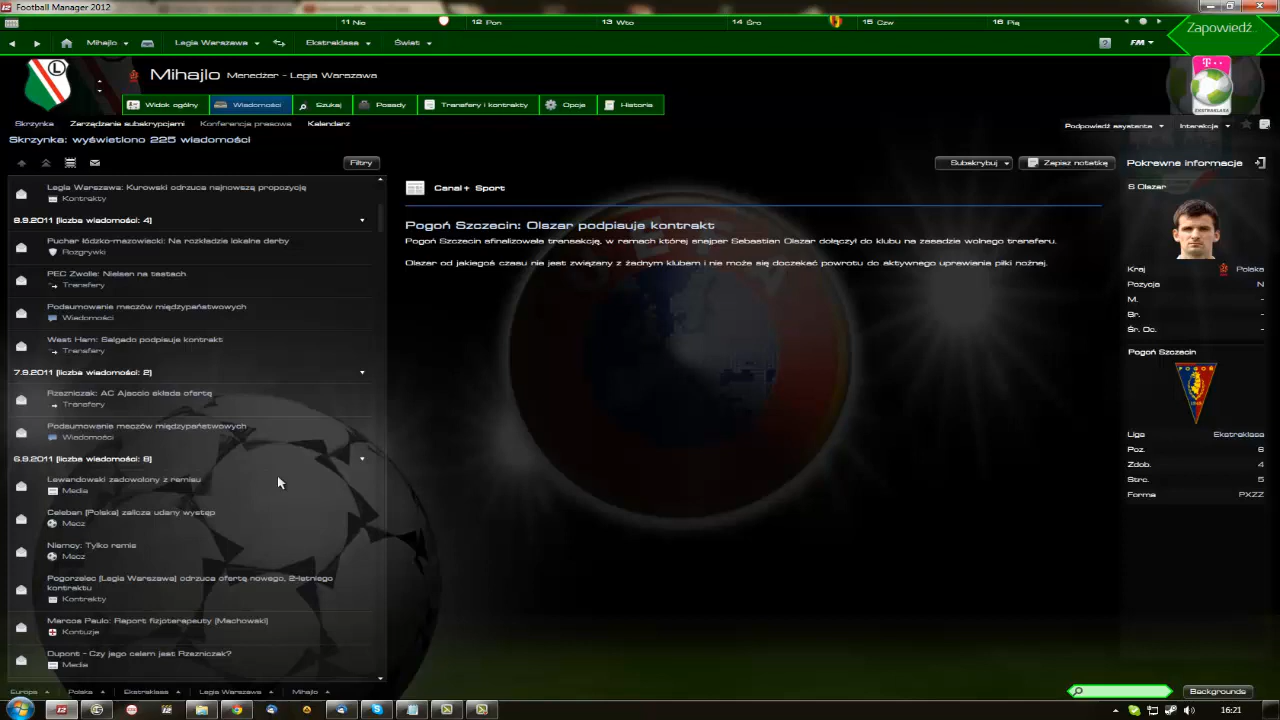 Football Manager 2012
11 Nie
12 Pon
13 Wto
14 Śro
15 Czw
16 Pią
Zapowiedź..
Mihajlo
Legia Warszawa
Ekstraklasa
Świat
FM
Mihajlo Menedżer - Legia Warszawa
Widok ogólny
Wiadomości
Szukaj
Posady
Transfery i kontrakty
Opcje
Historia
Skrzynka
Zarządzanie subskrypcjami
Konferencja prasowa
Kalendarz
Podpowiedź asystenta
Interakcja
Skrzynka: wyświetlono 225 wiadomości
Filtry
Subskrybuj
Zapisz notatkę
Pokrewne informacje
Legia Warszawa: Kurowski odrzuca najnowszą propozycję
Kontrakty
8.9.2011 [liczba wiadomości: 4]
Puchar łódzko-mazowiecki: Na rozkładzie lokalne derby
Rozgrywki
PEC Zwolle: Nielsen na testach
Transfery
Podsumowanie meczów międzypaństwowych
Wiadomości
West Ham: Salgado podpisuje kontrakt
Transfery
7.9.2011 [liczba wiadomości: 2]
Rzeźniczak: AC Ajaccio składa ofertę
Transfery
Podsumowanie meczów międzypaństwowych
Wiadomości
6.9.2011 [liczba wiadomości: 8]
Lewandowski zadowolony z remisu
Media
Celeban [Polska] zalicza udany występ
Mecz
Niemcy: Tylko remis
Mecz
Pogorzelec [Legia Warszawa] odrzuca ofertę nowego, 2-letniego
kontraktu
Kontrakty
Marcos Paulo: Raport fizjoterapeuty [Machowski]
Kontuzje
Dupont - Czy jego celem jest Rzeźniczak?
Media
Canal+ Sport
Pogoń Szczecin: Olszar podpisuje kontrakt
Pogoń Szczecin sfinalizowała transakcję, w ramach której snajper Sebastian Olszar dołączył do klubu na zasadzie wolnego transferu.
Olszar od jakiegoś czasu nie jest związany z żadnym klubem i nie może się doczekać powrotu do aktywnego uprawiania piłki nożnej.
S Olszar
Kraj Polska
Pozycja N
M. -
Br. -
Śr. Oc. -
Pogoń Szczecin
Liga Ekstraklasa
Poz. 6
Zdob. 4
Strc. 5
Forma PXZZ
Europa
Polska
Ekstraklasa
Legia Warszawa
Mihajlo
Backgrounds
16:21